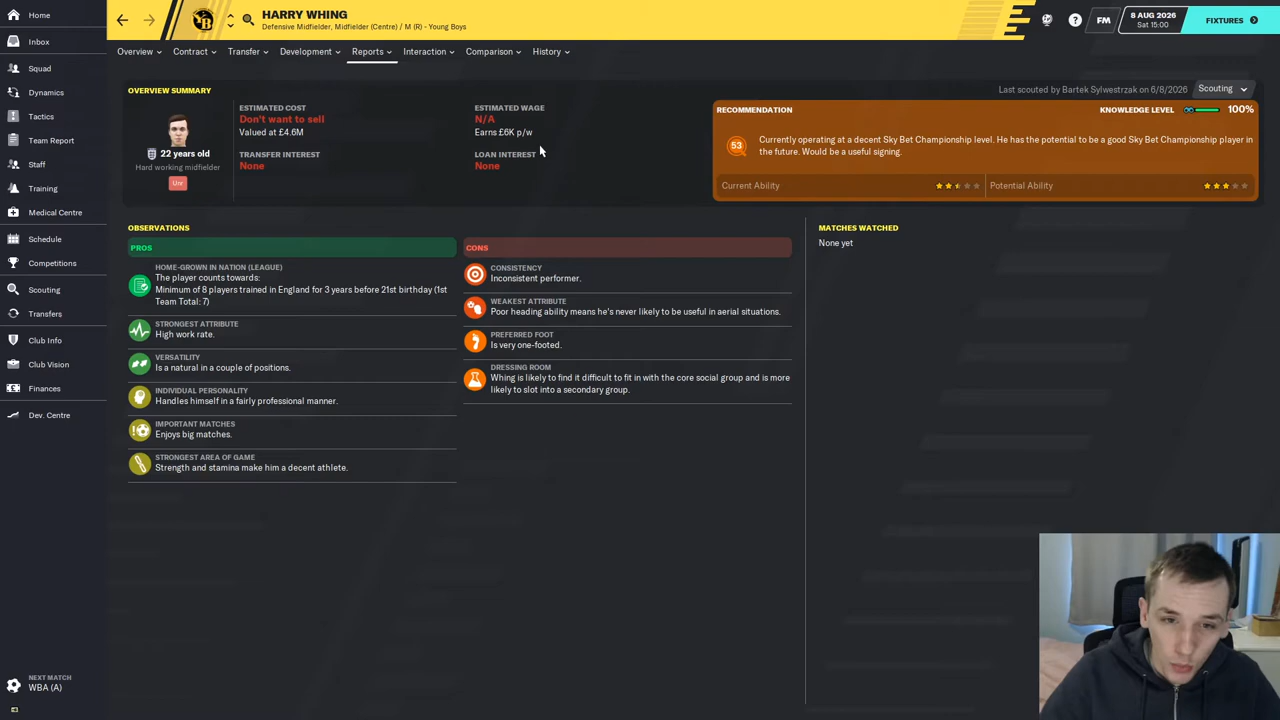 Home
Inbox
Squad
Dynamics
Tactics
Team Report
Staff
Training
Medical Centre
Schedule
Competitions
Scouting
Transfers
Club Info
Club Vision
Finances
Dev. Centre
NEXT MATCH
WBA (A)
HARRY WHING
Defensive Midfielder, Midfielder (Centre) / M (R) - Young Boys
FM
8 AUG 2026
Sat 15:00
FIXTURES
Overview
Contract
Transfer
Development
Reports
Interaction
Comparison
History
OVERVIEW SUMMARY
Last scouted by Bartek Sylwestrzak on 6/8/2026
Scouting
22 years old
Hard working midfielder
Unr
ESTIMATED COST
Don't want to sell
Valued at £4.6M
TRANSFER INTEREST
None
ESTIMATED WAGE
N/A
Earns £6K p/w
LOAN INTEREST
None
RECOMMENDATION
KNOWLEDGE LEVEL
100%
53
Currently operating at a decent Sky Bet Championship level. He has the potential to be a good Sky Bet Championship player in
the future. Would be a useful signing.
Current Ability
Potential Ability
OBSERVATIONS
PROS
HOME-GROWN IN NATION (LEAGUE)
The player counts towards:
Minimum of 8 players trained in England for 3 years before 21st birthday (1st
Team Total: 7)
STRONGEST ATTRIBUTE
High work rate.
VERSATILITY
Is a natural in a couple of positions.
INDIVIDUAL PERSONALITY
Handles himself in a fairly professional manner.
IMPORTANT MATCHES
Enjoys big matches.
STRONGEST AREA OF GAME
Strength and stamina make him a decent athlete.
CONS
CONSISTENCY
Inconsistent performer.
WEAKEST ATTRIBUTE
Poor heading ability means he's never likely to be useful in aerial situations.
PREFERRED FOOT
Is very one-footed.
DRESSING ROOM
Whing is likely to find it difficult to fit in with the core social group and is more
likely to slot into a secondary group.
MATCHES WATCHED
None yet